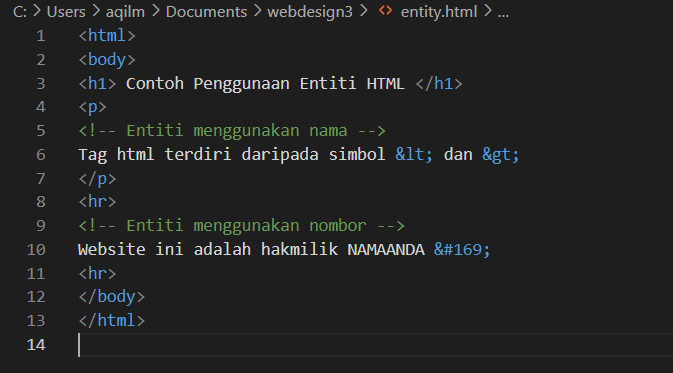 C: > Users > aqilm > Documents > webdesign3 > <> entity.html > ...
1 <html>
2 <body>
3 <h1> Contoh Penggunaan Entiti HTML </h1>
4 <p>
5 <!-- Entiti menggunakan nama -->
6 Tag html terdiri daripada simbol &lt; dan &gt;
7 </p>
8 <hr>
9 <!-- Entiti menggunakan nombor -->
10 Website ini adalah hakmilik NAMAANDA &#169;
11 <hr>
12 </body>
13 </html>
14